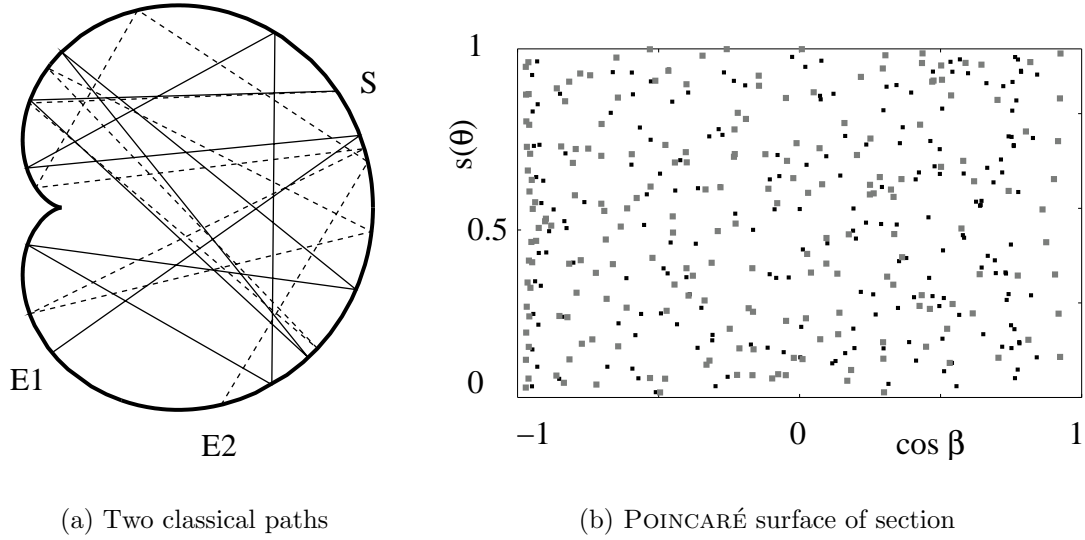 S
E1
E2
(a) Two classical paths
1
s(θ)
0.5
0
−1
0
cos β
1
(b) POINCARÉ surface of section